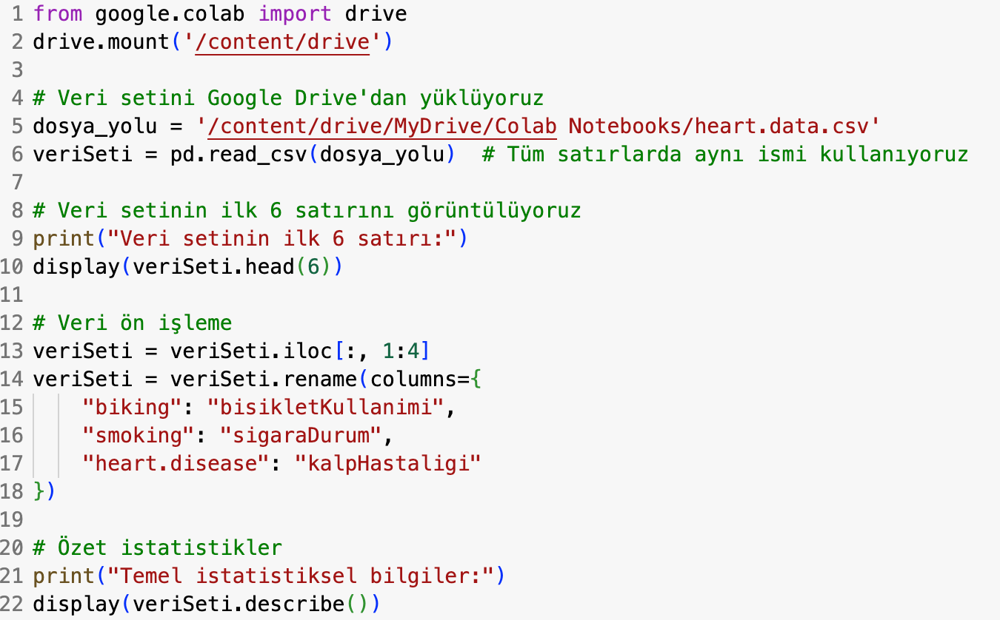 1 from google.colab import drive
2 drive.mount('/content/drive')
3
4 # Veri setini Google Drive'dan yüklüyoruz
5 dosya_yolu = '/content/drive/MyDrive/Colab Notebooks/heart.data.csv'
6 veriSeti = pd.read_csv(dosya_yolu)  # Tüm satırlarda aynı ismi kullanıyoruz
7
8 # Veri setinin ilk 6 satırını görüntülüyoruz
9 print("Veri setinin ilk 6 satırı:")
10 display(veriSeti.head(6))
11
12 # Veri ön işleme
13 veriSeti = veriSeti.iloc[:, 1:4]
14 veriSeti = veriSeti.rename(columns={
15     "biking": "bisikletKullanimi",
16     "smoking": "sigaraDurum",
17     "heart.disease": "kalpHastaligi"
18 })
19
20 # Özet istatistikler
21 print("Temel istatistiksel bilgiler:")
22 display(veriSeti.describe())